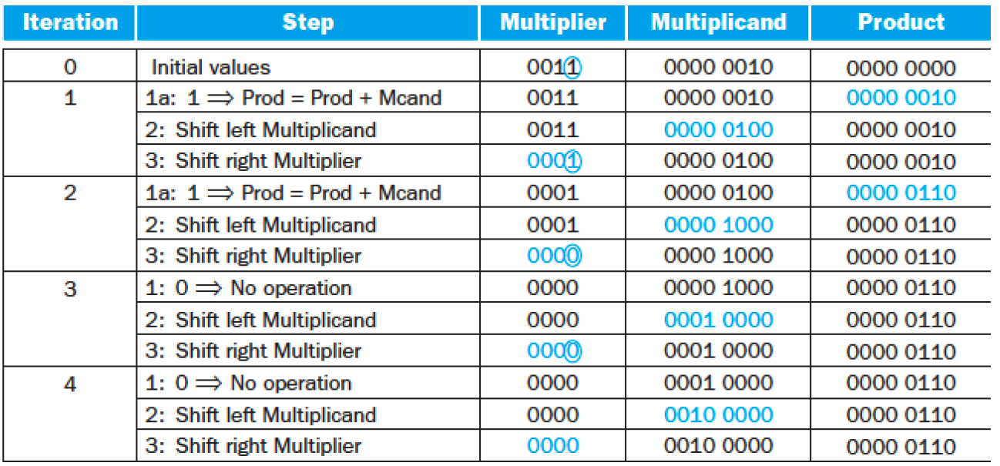 Iteration Step Multiplier Multiplicand Product
0 Initial values 0011 0000 0010 0000 0000
1 1a: 1 ⇒ Prod = Prod + Mcand 0011 0000 0010 0000 0010
2: Shift left Multiplicand 0011 0000 0100 0000 0010
3: Shift right Multiplier 0001 0000 0100 0000 0010
2 1a: 1 ⇒ Prod = Prod + Mcand 0001 0000 0100 0000 0110
2: Shift left Multiplicand 0001 0000 1000 0000 0110
3: Shift right Multiplier 0000 0000 1000 0000 0110
3 1: 0 ⇒ No operation 0000 0000 1000 0000 0110
2: Shift left Multiplicand 0000 0001 0000 0000 0110
3: Shift right Multiplier 0000 0001 0000 0000 0110
4 1: 0 ⇒ No operation 0000 0001 0000 0000 0110
2: Shift left Multiplicand 0000 0010 0000 0000 0110
3: Shift right Multiplier 0000 0010 0000 0000 0110